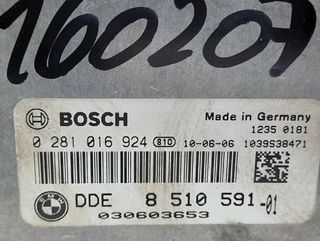 160207
BOSCH
Made in Germany
1235 0181
0 281 016 924 810 10-06-06 1039S38471
BMW
DDE 8 510 591-01
030603653